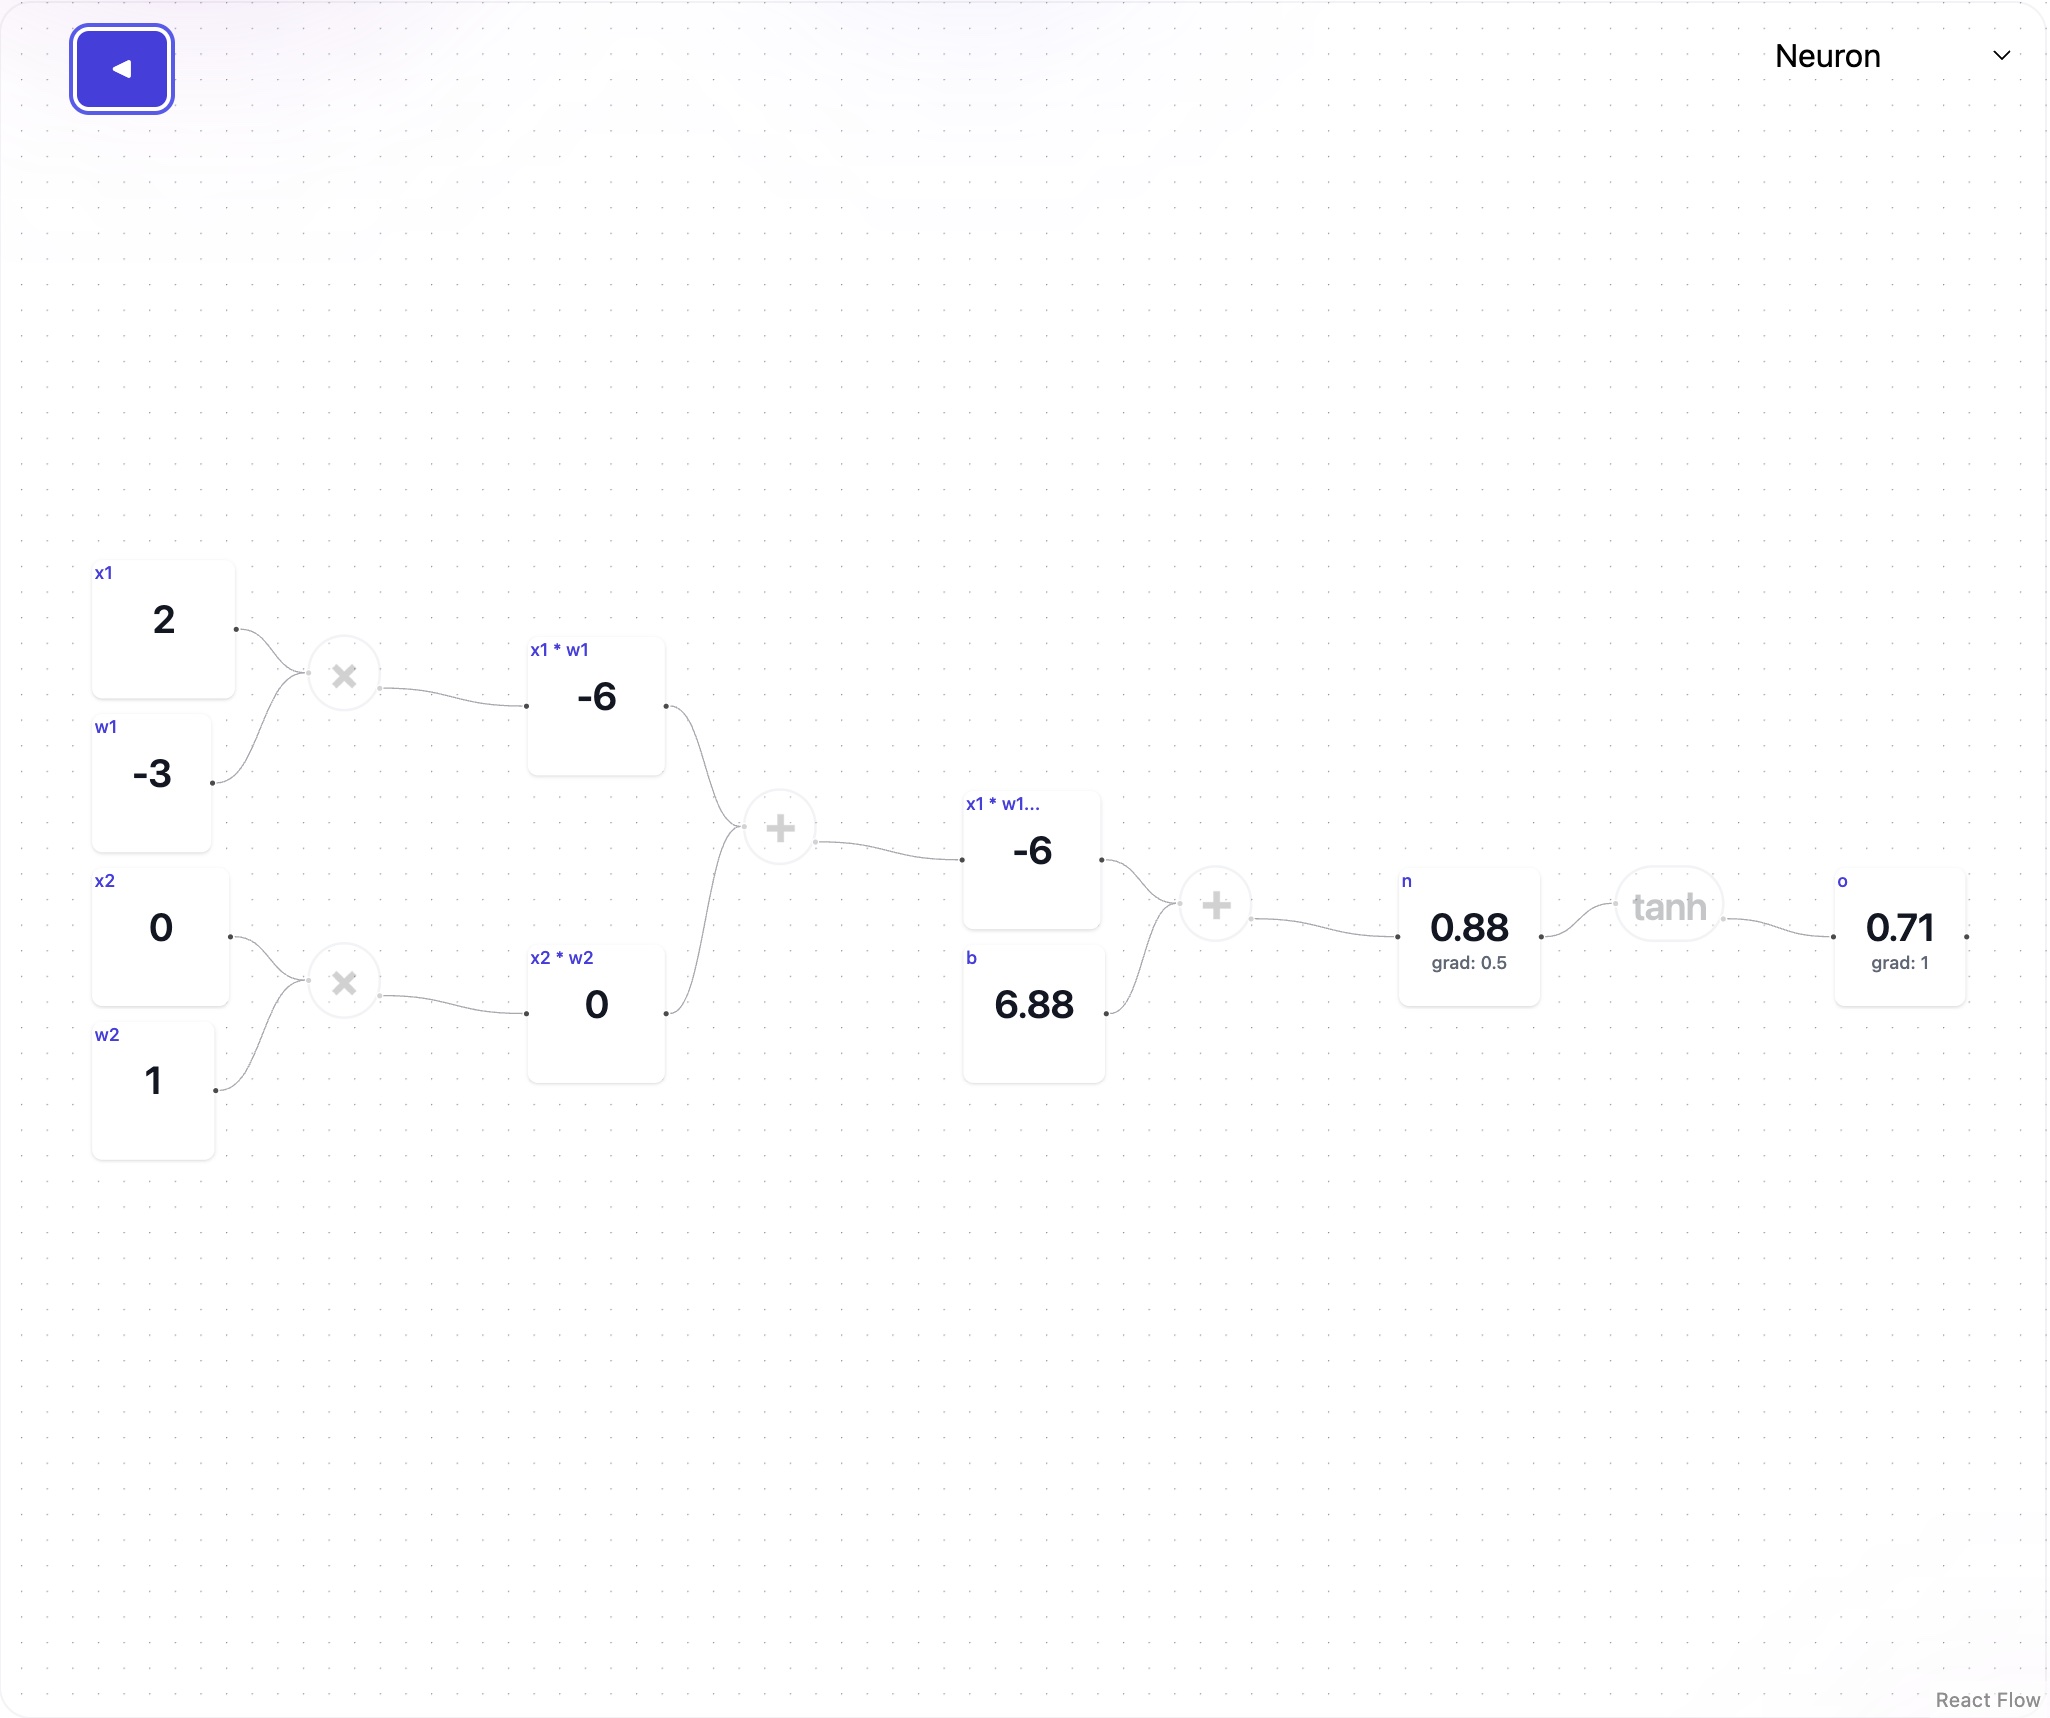 Neuron
x1
2
w1
-3
x2
0
w2
1
×
×
x1 * w1
-6
x2 * w2
0
+
x1 * w1...
-6
b
6.88
+
n
0.88
grad: 0.5
tanh
o
0.71
grad: 1
React Flow